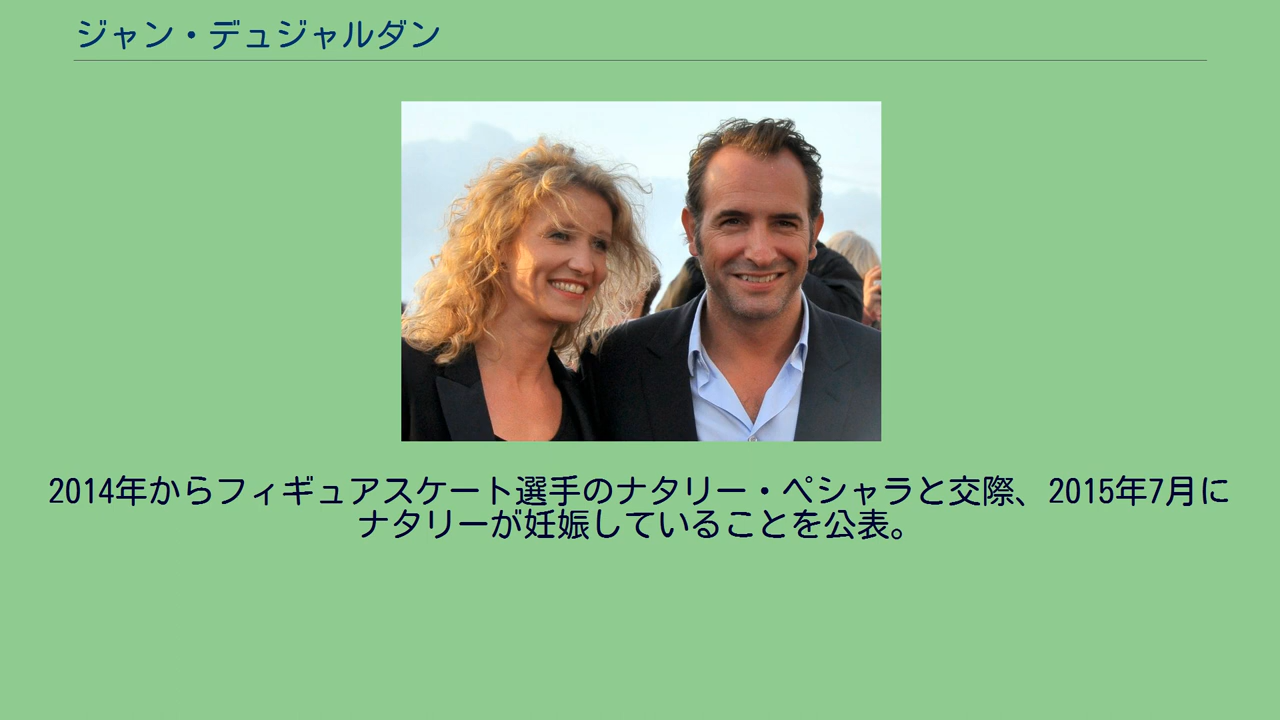 ジャン・デュジャルダン
2014年からフィギュアスケート選手のナタリー・ペシャラと交際、2015年7月に
ナタリーが妊娠していることを公表。